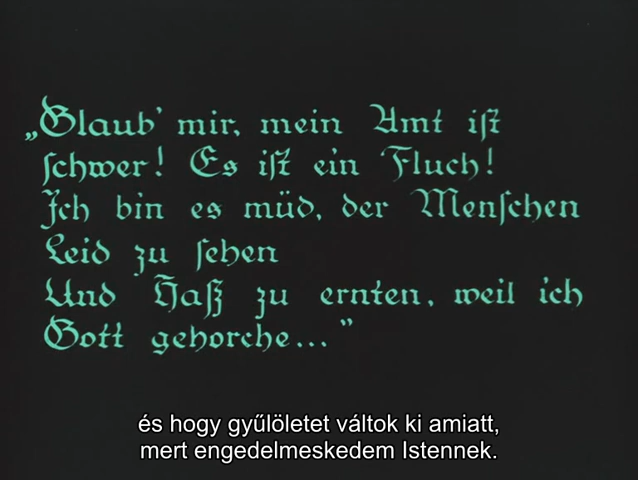 „Glaub' mir, mein Amt ist
schwer! Es ist ein Fluch!
Ich bin es müd, der Menschen
Leid zu sehen
Und Haß zu ernten, weil ich
Gott gehorche..."
és hogy gyűlöletet váltok ki amiatt,
mert engedelmeskedem Istennek.